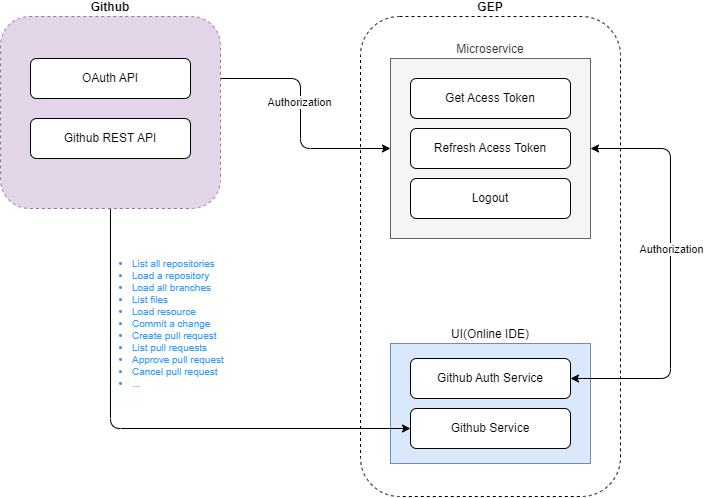 Github
GEP
OAuth API
Github REST API
Authorization
Microservice
Get Acess Token
Refresh Acess Token
Logout
Authorization
List all repositories
Load a repository
Load all branches
List files
Load resource
Commit a change
Create pull request
List pull requests
Approve pull request
Cancel pull request
...
UI(Online IDE)
Github Auth Service
Github Service